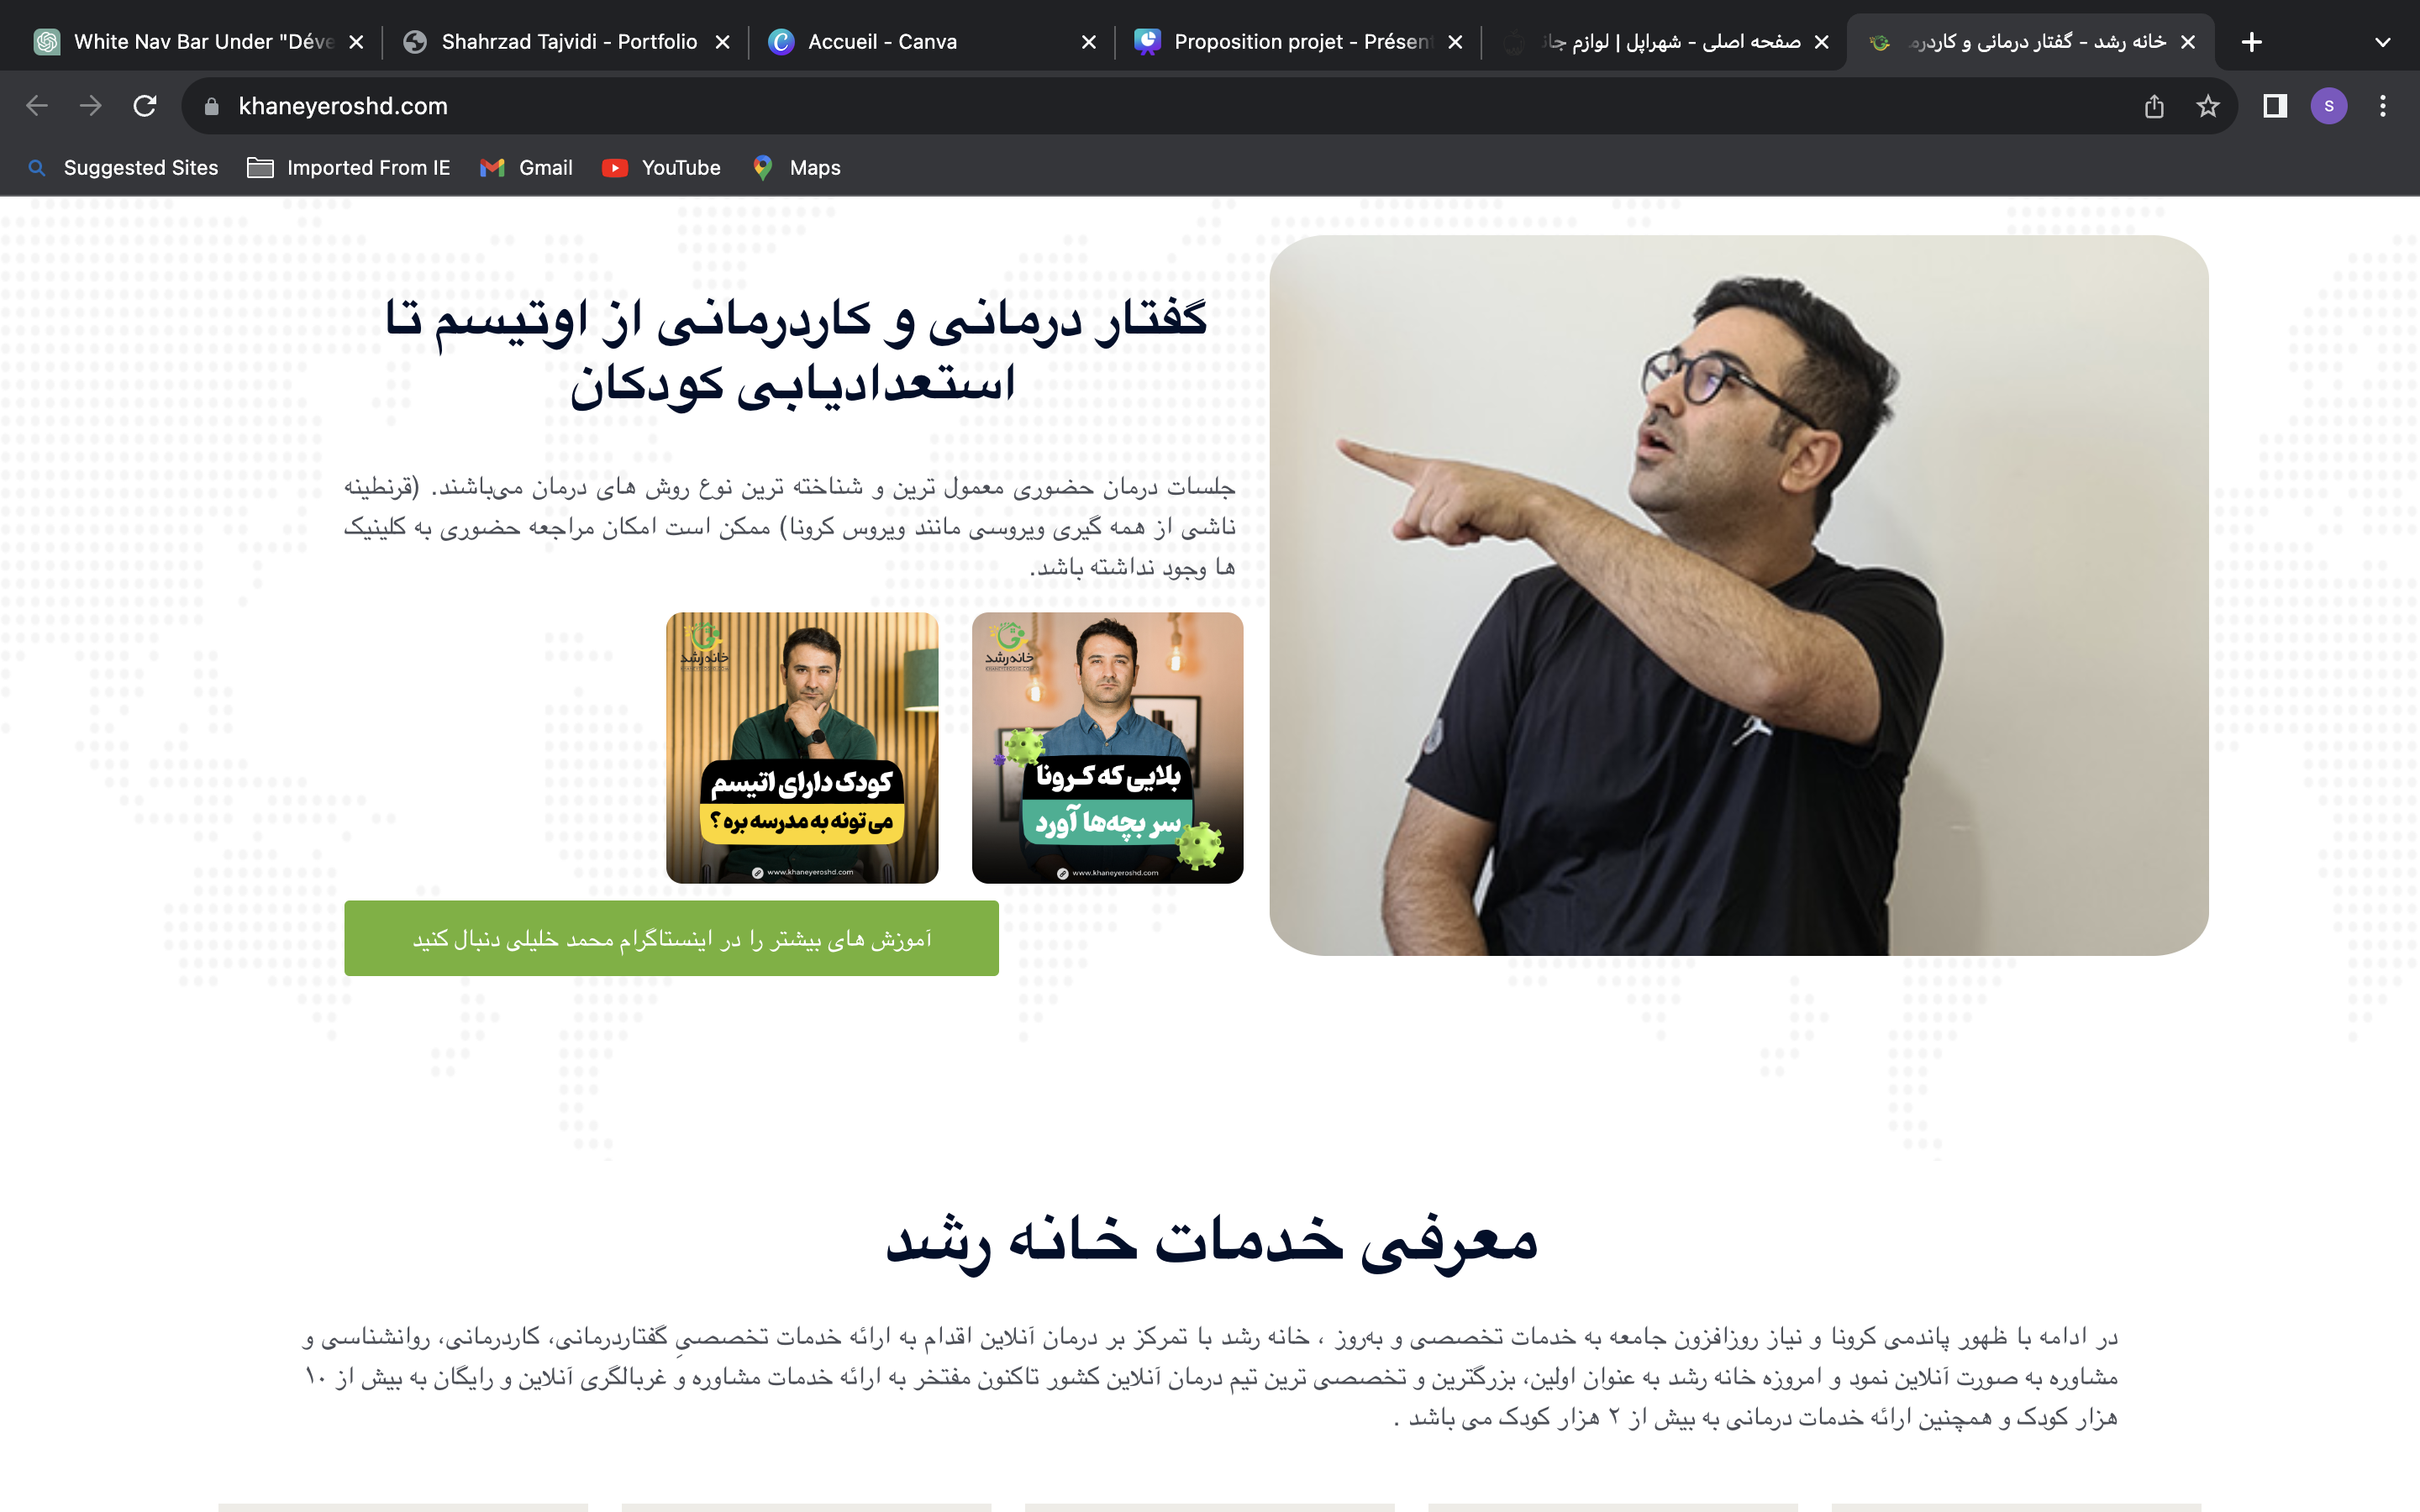 White Nav Bar Under "Déve
Shahrzad Tajvidi - Portfolio
Accueil - Canva
Proposition projet - Présent
صفحه اصلی - شهراپل | لوازم جان
خانه رشد - گفتار درمانی و کاردرم
khaneyeroshd.com
S
Suggested Sites
Imported From IE
Gmail
YouTube
Maps
گفتار درمانی و کاردرمانی از اوتیسم تا
استعدادیابی کودکان
جلسات درمان حضوری معمول ترین و شناخته ترین نوع روش های درمان می‌باشند. (قرنطینه
ناشی از همه گیری ویروسی مانند ویروس کرونا) ممکن است امکان مراجعه حضوری به کلینیک
ها وجود نداشته باشد.
خانه رشد
KHANEYEROSHD.COM
بلایی که کرونا
سر بچه‌ها آورد
www.khaneyeroshd.com
خانه رشد
KHANEYEROSHD.COM
کودک دارای اتیسم
می تونه به مدرسه بره ؟
www.khaneyeroshd.com
آموزش های بیشتر را در اینستاگرام محمد خلیلی دنبال کنید
معرفی خدمات خانه رشد
در ادامه با ظهور پاندمی کرونا و نیاز روزافزون جامعه به خدمات تخصصی و به‌روز ، خانه رشد با تمرکز بر درمان آنلاین اقدام به ارائه خدمات تخصصیِ گفتاردرمانی، کاردرمانی، روانشناسی و
مشاوره به صورت آنلاین نمود و امروزه خانه رشد به عنوان اولین، بزرگترین و تخصصی ترین تیم درمان آنلاین کشور تاکنون مفتخر به ارائه خدمات مشاوره و غربالگری آنلاین و رایگان به بیش از ۱۰
هزار کودک و همچنین ارائه خدمات درمانی به بیش از ۲ هزار کودک می باشد .